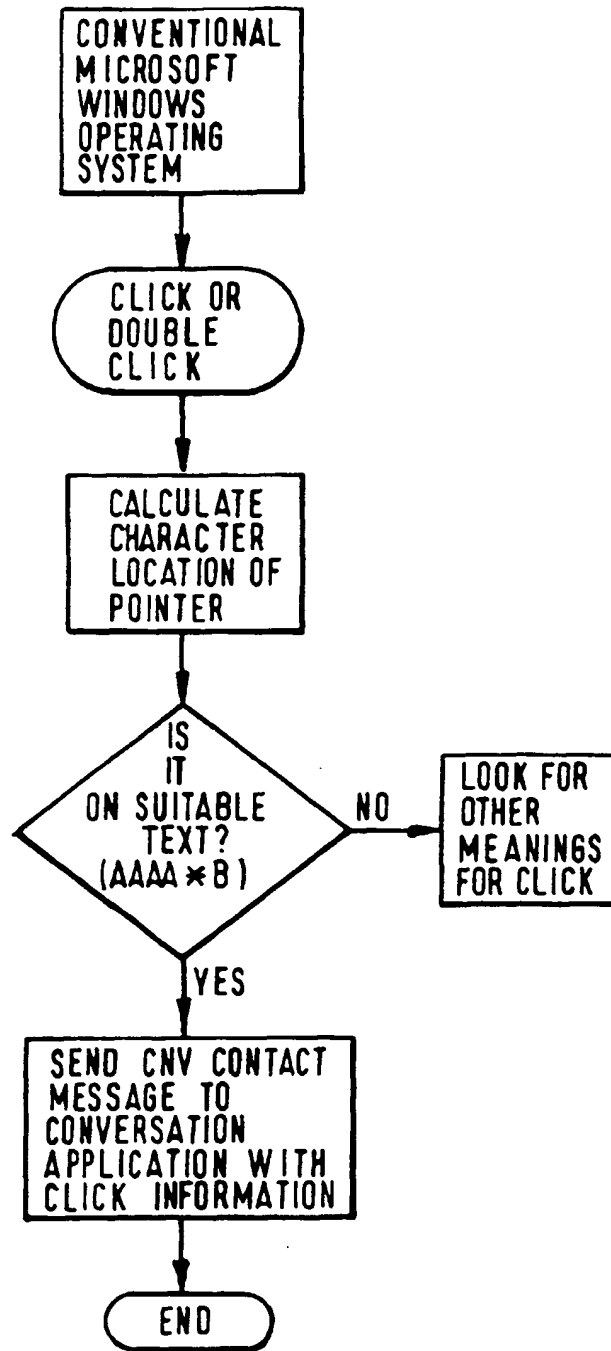 CONVENTIONAL
MICROSOFT
WINDOWS
OPERATING
SYSTEM
CLICK OR
DOUBLE
CLICK
CALCULATE
CHARACTER
LOCATION OF
POINTER
IS
IT
ON SUITABLE
TEXT?
(AAAA*B)
NO
LOOK FOR
OTHER
MEANINGS
FOR CLICK
YES
SEND CNV CONTACT
MESSAGE TO
CONVERSATION
APPLICATION WITH
CLICK INFORMATION
END